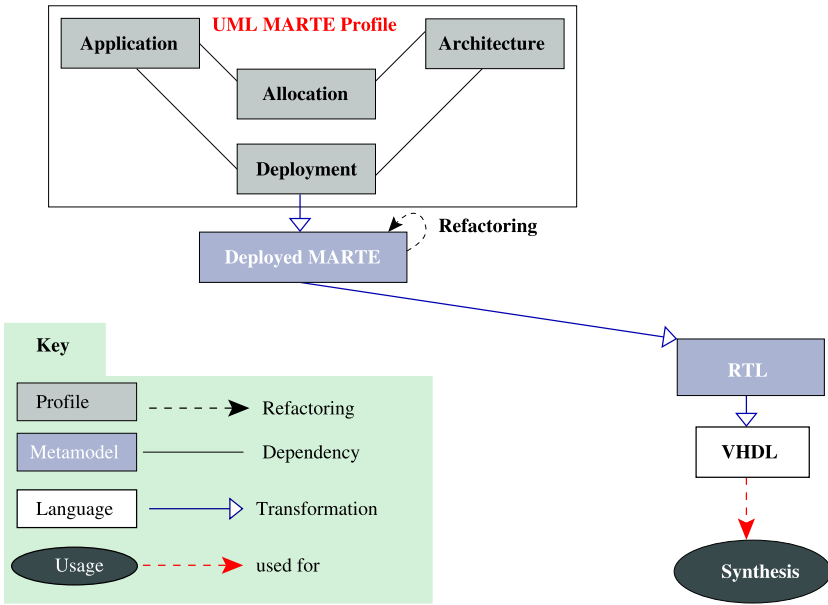 UML MARTE Profile
Application
Architecture
Allocation
Deployment
Refactoring
Deployed MARTE
Key
RTL
Profile
Refactoring
Metamodel
Dependency
VHDL
Language
Transformation
Usage
used for
Synthesis